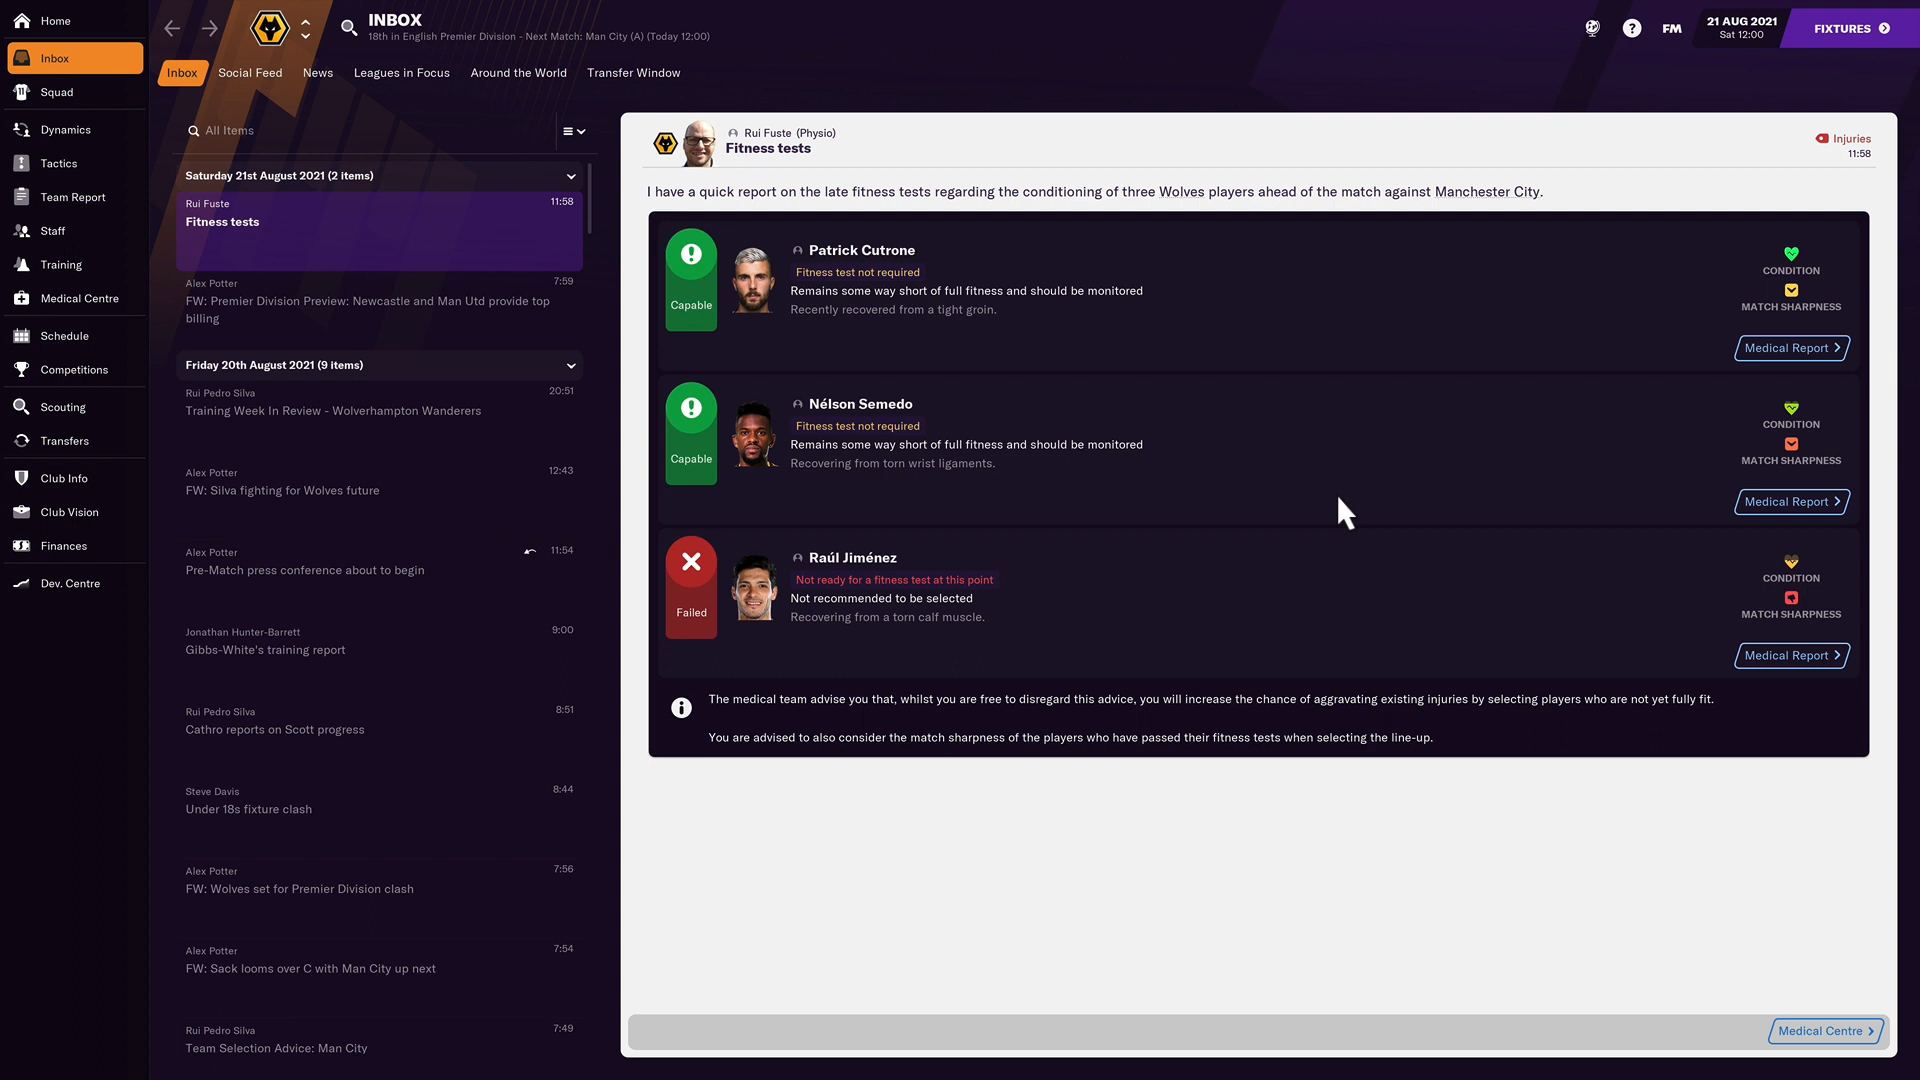 Home
Inbox
Squad
Dynamics
Tactics
Team Report
Staff
Training
Medical Centre
Schedule
Competitions
Scouting
Transfers
Club Info
Club Vision
Finances
Dev. Centre
INBOX
18th in English Premier Division - Next Match: Man City (A) (Today 12:00)
FM
21 AUG 2021
Sat 12:00
FIXTURES
Inbox
Social Feed
News
Leagues in Focus
Around the World
Transfer Window
All Items
Saturday 21st August 2021 (2 items)
Rui Fuste 11:58
Fitness tests
Alex Potter 7:59
FW: Premier Division Preview: Newcastle and Man Utd provide top
billing
Friday 20th August 2021 (9 items)
Rui Pedro Silva 20:51
Training Week In Review - Wolverhampton Wanderers
Alex Potter 12:43
FW: Silva fighting for Wolves future
Alex Potter 11:54
Pre-Match press conference about to begin
Jonathan Hunter-Barrett 9:00
Gibbs-White's training report
Rui Pedro Silva 8:51
Cathro reports on Scott progress
Steve Davis 8:44
Under 18s fixture clash
Alex Potter 7:56
FW: Wolves set for Premier Division clash
Alex Potter 7:54
FW: Sack looms over C with Man City up next
Rui Pedro Silva 7:49
Team Selection Advice: Man City
Rui Fuste (Physio)
Fitness tests
Injuries
11:58
I have a quick report on the late fitness tests regarding the conditioning of three Wolves players ahead of the match against Manchester City.
Capable
Patrick Cutrone
Fitness test not required
Remains some way short of full fitness and should be monitored
Recently recovered from a tight groin.
CONDITION
MATCH SHARPNESS
Medical Report
Capable
Nélson Semedo
Fitness test not required
Remains some way short of full fitness and should be monitored
Recovering from torn wrist ligaments.
CONDITION
MATCH SHARPNESS
Medical Report
Failed
Raúl Jiménez
Not ready for a fitness test at this point
Not recommended to be selected
Recovering from a torn calf muscle.
CONDITION
MATCH SHARPNESS
Medical Report
The medical team advise you that, whilst you are free to disregard this advice, you will increase the chance of aggravating existing injuries by selecting players who are not yet fully fit.
You are advised to also consider the match sharpness of the players who have passed their fitness tests when selecting the line-up.
Medical Centre